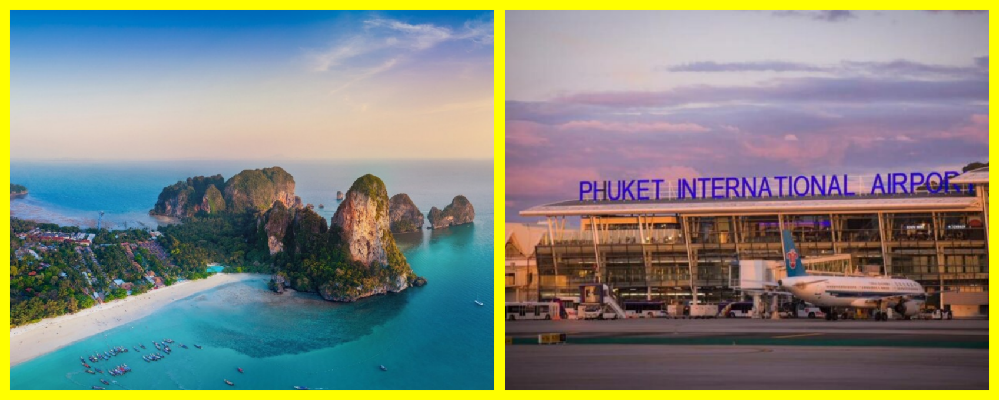 PHUKET INTERNATIONAL AIRPORT